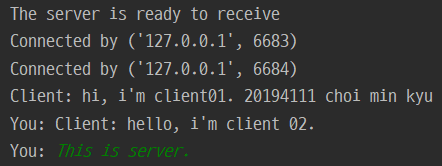 The server is ready to receive
Connected by ('127.0.0.1', 6683)
Connected by ('127.0.0.1', 6684)
Client: hi, i'm client01. 20194111 choi min kyu
You: Client: hello, i'm client 02.
You: This is server.